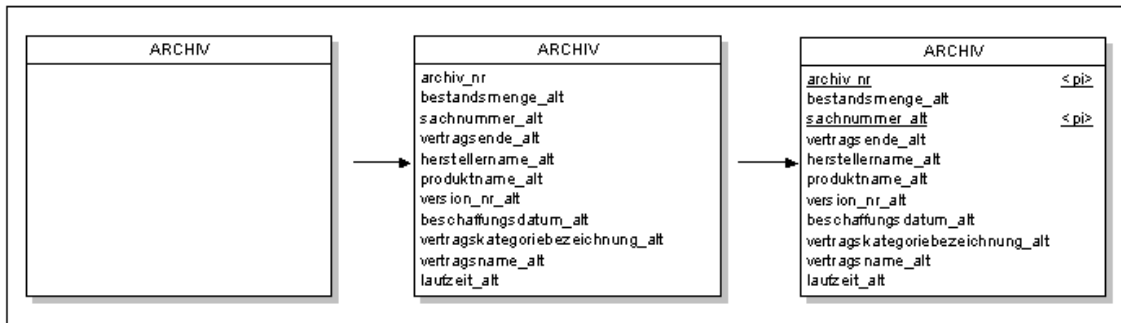 ARCHIV
ARCHIV
archiv_nr
bestandsmenge_alt
sachnummer_alt
vertragsende_alt
herstellername_alt
produktname_alt
version_nr_alt
beschaffungsdatum_alt
vertragskategoriebezeichnung_alt
vertragsname_alt
laufzeit_alt
ARCHIV
archiv_nr <pi>
bestandsmenge_alt
sachnummer_alt <pi>
vertragsende_alt
herstellername_alt
produktname_alt
version_nr_alt
beschaffungsdatum_alt
vertragskategoriebezeichnung_alt
vertragsname_alt
laufzeit_alt